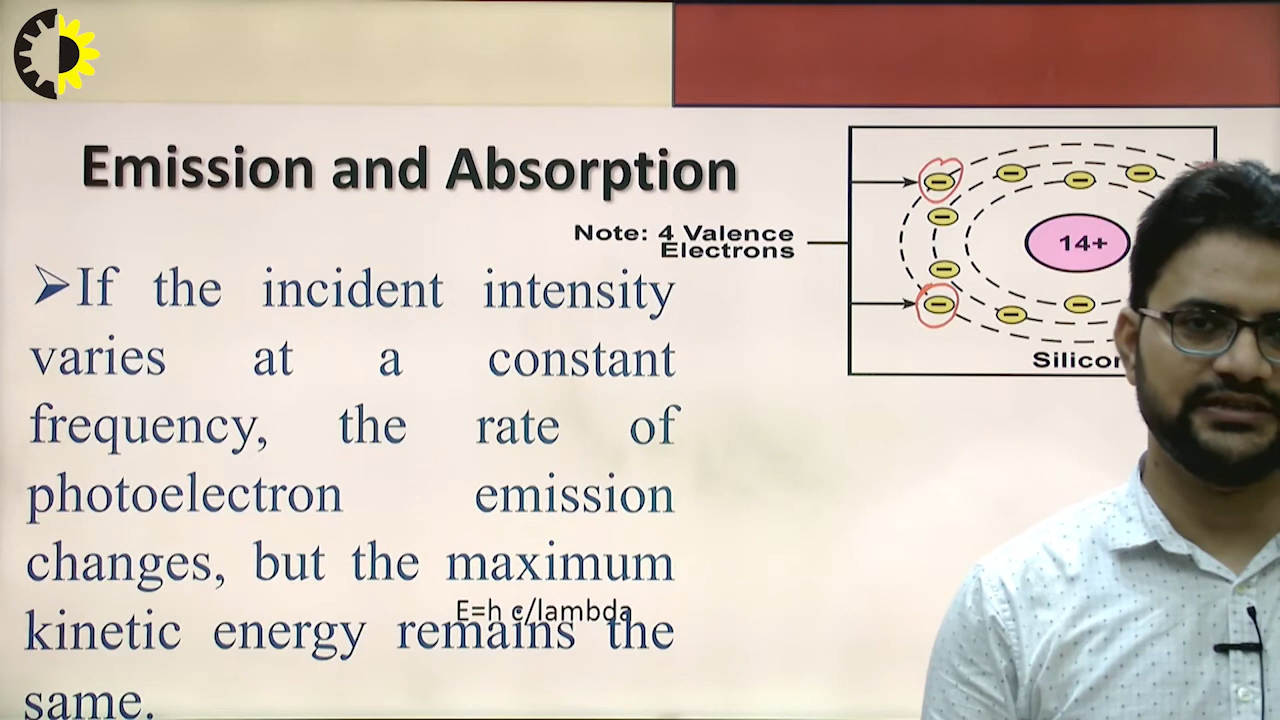 Emission and Absorption
Note: 4 Valence
Electrons
14+
➢If the incident intensity
varies at a constant
frequency, the rate of
photoelectron emission
changes, but the maximum
E=h c/lambda
kinetic energy remains the
same.